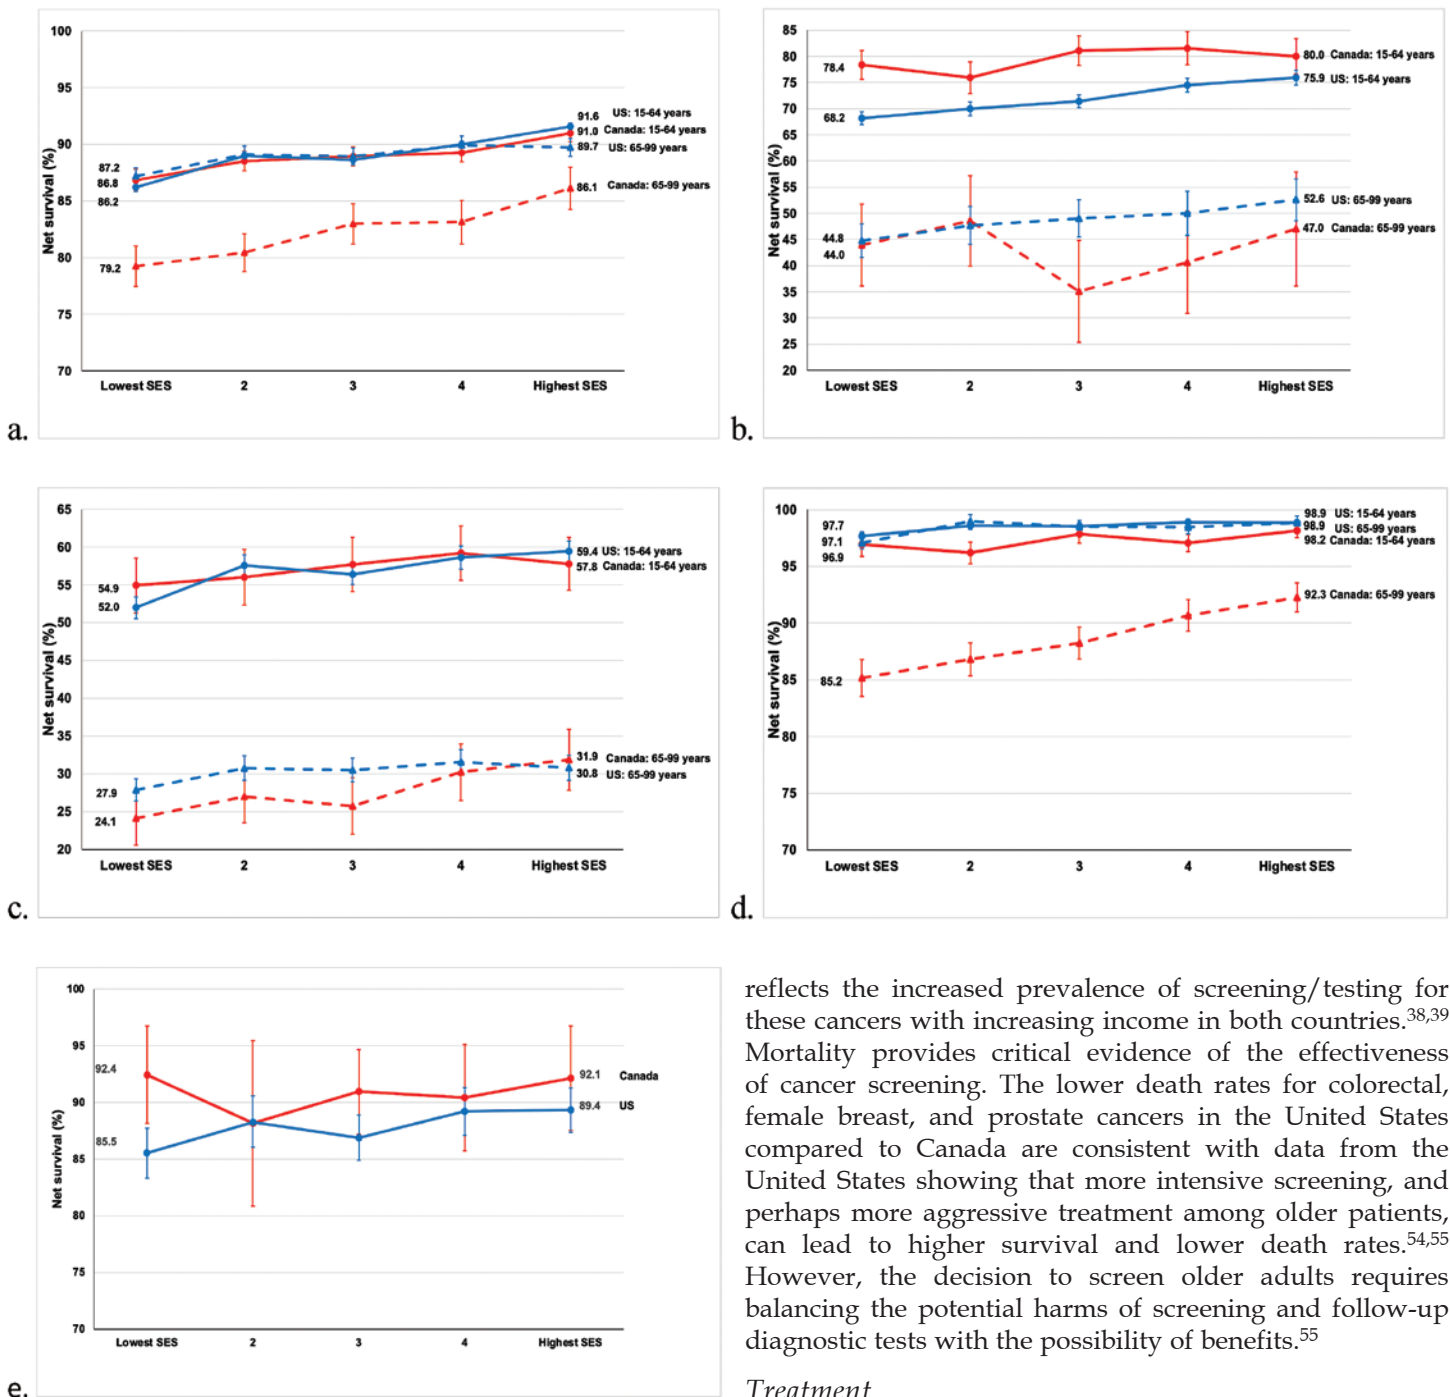 100
95
90
85
80
75
70
Net survival (%)
87.2
86.8
86.2
79.2
91.6 US: 15-64 years
91.0 Canada: 15-64 years
89.7 US: 65-99 years
86.1 Canada: 65-99 years
Lowest SES 2 3 4 Highest SES
a.
85
80
75
70
65
60
55
50
45
40
35
30
25
20
Net survival (%)
78.4
68.2
44.8
44.0
80.0 Canada: 15-64 years
75.9 US: 15-64 years
52.6 US: 65-99 years
47.0 Canada: 65-99 years
Lowest SES 2 3 4 Highest SES
b.
65
60
55
50
45
40
35
30
25
20
Net survival (%)
54.9
52.0
27.9
24.1
59.4 US: 15-64 years
57.8 Canada: 15-64 years
31.9 Canada: 65-99 years
30.8 US: 65-99 years
Lowest SES 2 3 4 Highest SES
c.
100
95
90
85
80
75
70
Net survival (%)
97.7
97.1
96.9
85.2
98.9 US: 15-64 years
98.9 US: 65-99 years
98.2 Canada: 15-64 years
92.3 Canada: 65-99 years
Lowest SES 2 3 4 Highest SES
d.
100
95
90
85
80
75
70
Net survival (%)
92.4
85.5
92.1 Canada
89.4 US
Lowest SES 2 3 4 Highest SES
e.
reflects the increased prevalence of screening/testing for
these cancers with increasing income in both countries.38,39
Mortality provides critical evidence of the effectiveness
of cancer screening. The lower death rates for colorectal,
female breast, and prostate cancers in the United States
compared to Canada are consistent with data from the
United States showing that more intensive screening, and
perhaps more aggressive treatment among older patients,
can lead to higher survival and lower death rates.54,55
However, the decision to screen older adults requires
balancing the potential harms of screening and follow-up
diagnostic tests with the possibility of benefits.55
Treatment